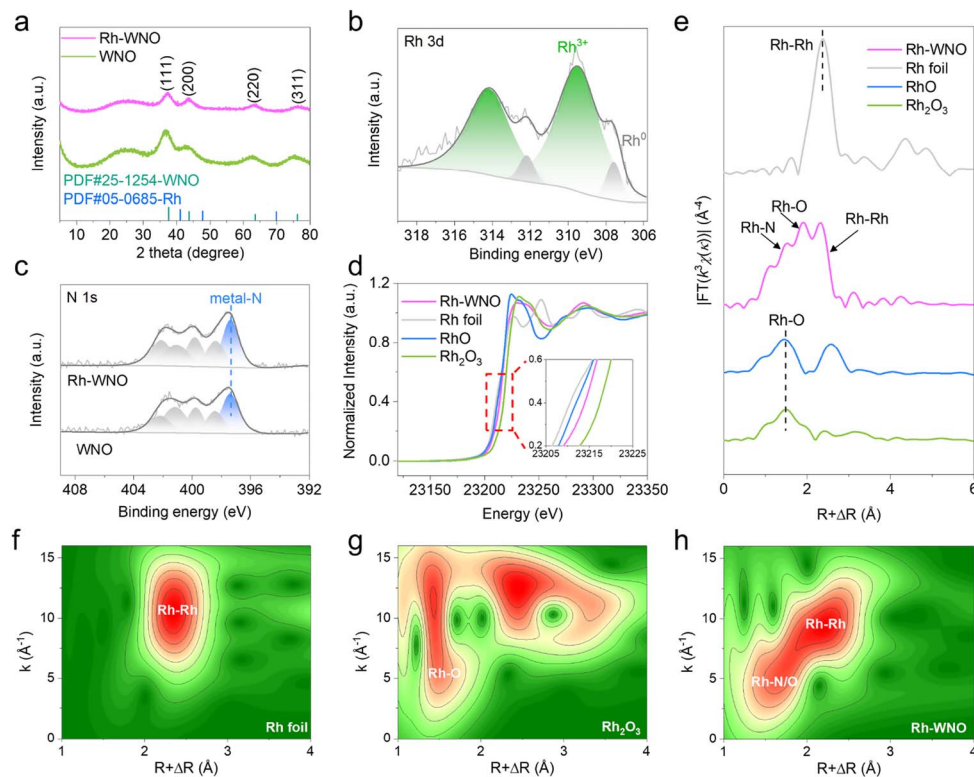 a
Rh-WNO
WNO
(111)
(200)
(220)
(311)
Intensity (a.u.)
PDF#25-1254-WNO
PDF#05-0685-Rh
10 20 30 40 50 60 70 80
2 theta (degree)
b
Rh 3d
Rh³⁺
Rh⁰
Intensity (a.u.)
318 316 314 312 310 308 306
Binding energy (eV)
c
N 1s
metal-N
Rh-WNO
WNO
Intensity (a.u.)
408 404 400 396 392
Binding energy (eV)
d
Rh-WNO
Rh foil
RhO
Rh₂O₃
Normalized Intensity (a.u.)
1.2
0.8
0.4
0.0
0.6
0.4
0.2
23205 23215 23225
23150 23200 23250 23300 23350
Energy (eV)
e
Rh-Rh
Rh-WNO
Rh foil
RhO
Rh₂O₃
Rh-O
Rh-N
Rh-Rh
Rh-O
|FT(k³χ(κ))| (Å⁻⁴)
0 2 4 6
R+ΔR (Å)
f
15
10
5
0
k (Å⁻¹)
Rh-Rh
Rh foil
1 2 3 4
R+ΔR (Å)
g
15
10
5
0
k (Å⁻¹)
Rh-O
Rh₂O₃
1 2 3 4
R+ΔR (Å)
h
15
10
5
0
k (Å⁻¹)
Rh-Rh
Rh-N/O
Rh-WNO
1 2 3 4
R+ΔR (Å)